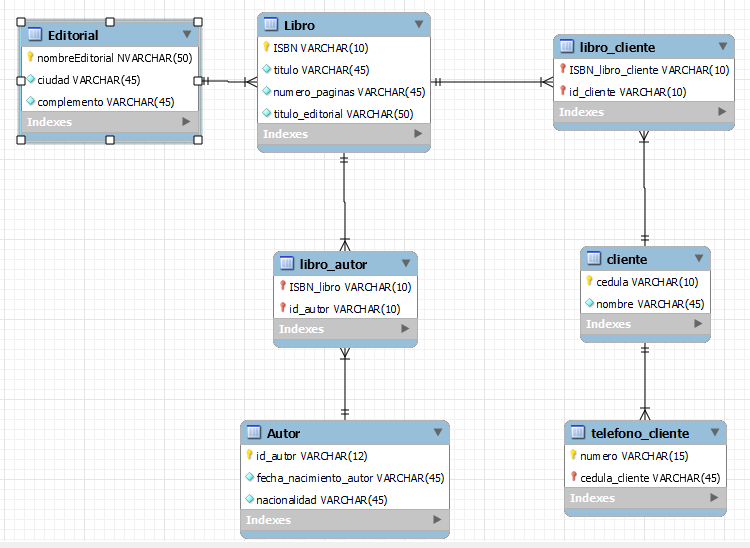 Editorial
nombreEditorial NVARCHAR(50)
ciudad VARCHAR(45)
complemento VARCHAR(45)
Indexes
Libro
ISBN VARCHAR(10)
titulo VARCHAR(45)
numero_paginas VARCHAR(45)
titulo_editorial VARCHAR(50)
Indexes
libro_cliente
ISBN_libro_cliente VARCHAR(10)
id_cliente VARCHAR(10)
Indexes
libro_autor
ISBN_libro VARCHAR(10)
id_autor VARCHAR(10)
Indexes
cliente
cedula VARCHAR(10)
nombre VARCHAR(45)
Indexes
Autor
id_autor VARCHAR(12)
fecha_nacimiento_autor VARCHAR(45)
nacionalidad VARCHAR(45)
Indexes
telefono_cliente
numero VARCHAR(15)
cedula_cliente VARCHAR(45)
Indexes